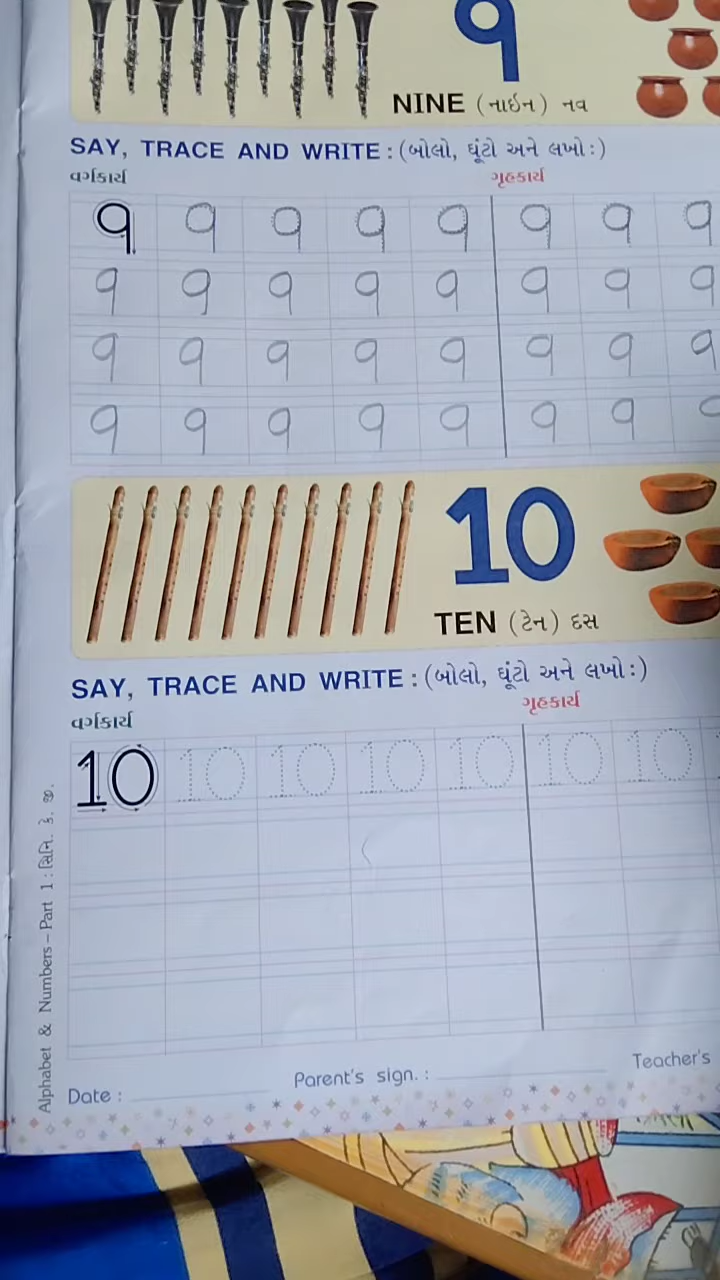 9
NINE (નાઇન) નવ
SAY, TRACE AND WRITE : (બોલો, ઘૂંટો અને લખો :)
વર્ગકાર્ય ગૃહકાર્ય
9 9 9 9 9 9 9 9
9 9 9 9 9 9 9 9
9 9 9 9 9 9 9 9
9 9 9 9 9 9 9
10
TEN (ટેન) દસ
SAY, TRACE AND WRITE : (બોલો, ઘૂંટો અને લખો :)
વર્ગકાર્ય ગૃહકાર્ય
10 10 10 10 10 10 10
Alphabet & Numbers – Part 1 : સિનિ. કે. જી.
Date : Parent's sign. : Teacher's